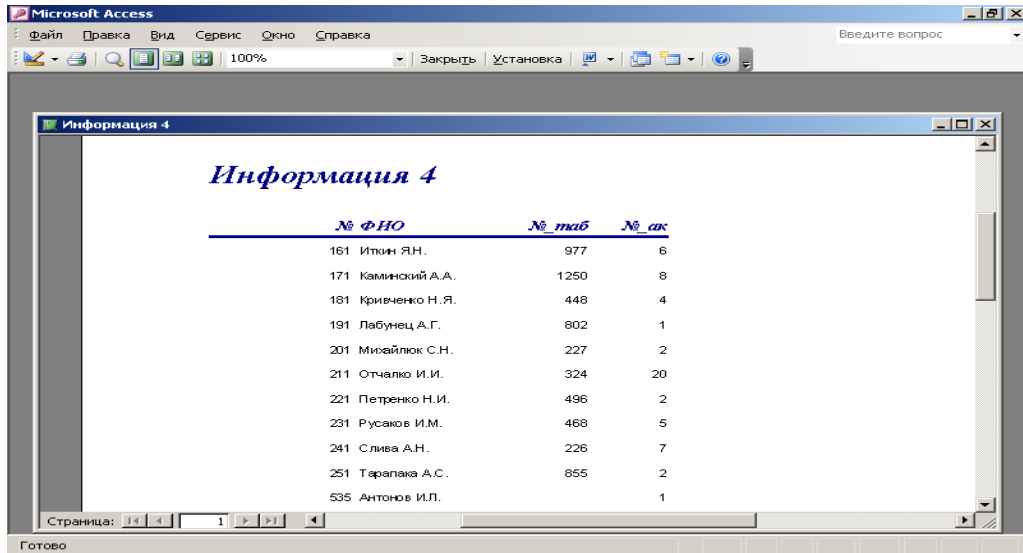 Microsoft Access
Файл Правка Вид Сервис Окно Справка Введите вопрос
100% Закрыть Установка
Информация 4
Информация 4
№ ФИО №_таб №_ак
161 Иткин Я.Н. 977 6
171 Каминский А.А. 1250 8
181 Кривченко Н.Я. 448 4
191 Лабунец А.Г. 802 1
201 Михайлюк С.Н. 227 2
211 Отчалко И.И. 324 20
221 Петренко Н.И. 496 2
231 Русаков И.М. 468 5
241 Слива А.Н. 226 7
251 Тарапака А.С. 855 2
535 Антонов И.Л. 1
Страница: 1
Готово